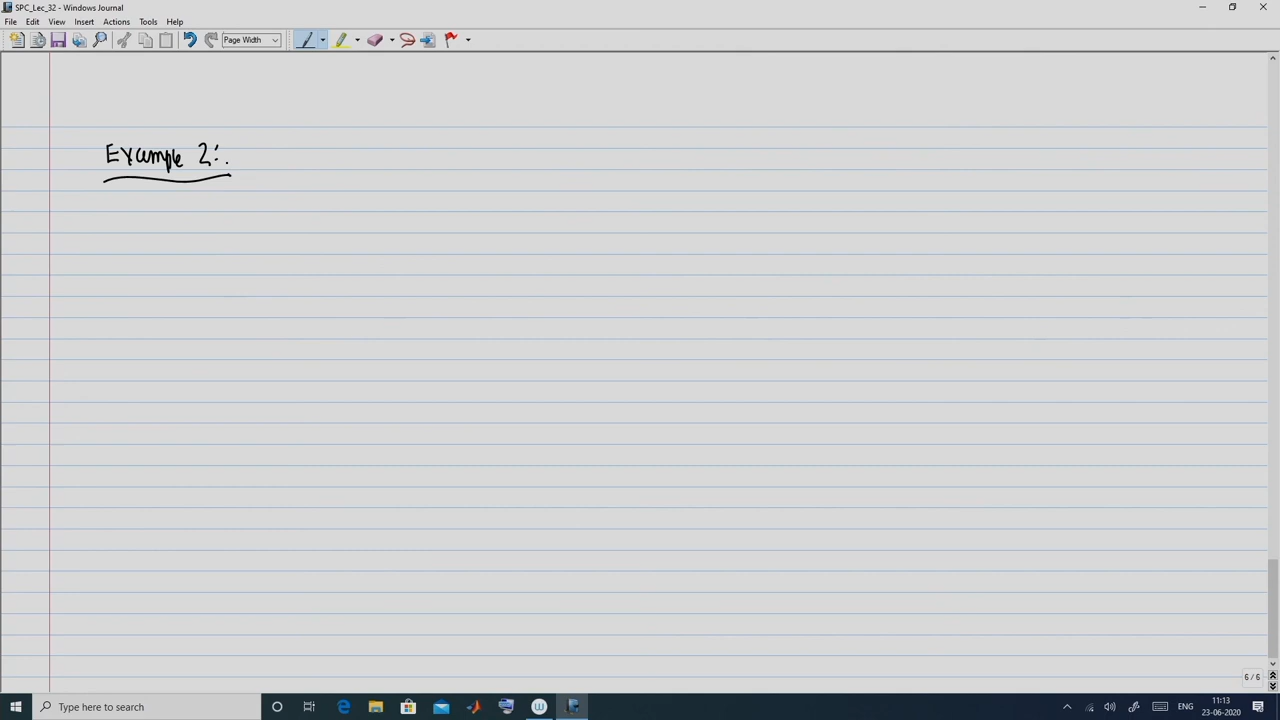 SPC_Lec_32 - Windows Journal
File Edit View Insert Actions Tools Help
Page Width
Example 2:.
6 / 6
Type here to search
ENG
11:13
23-06-2020